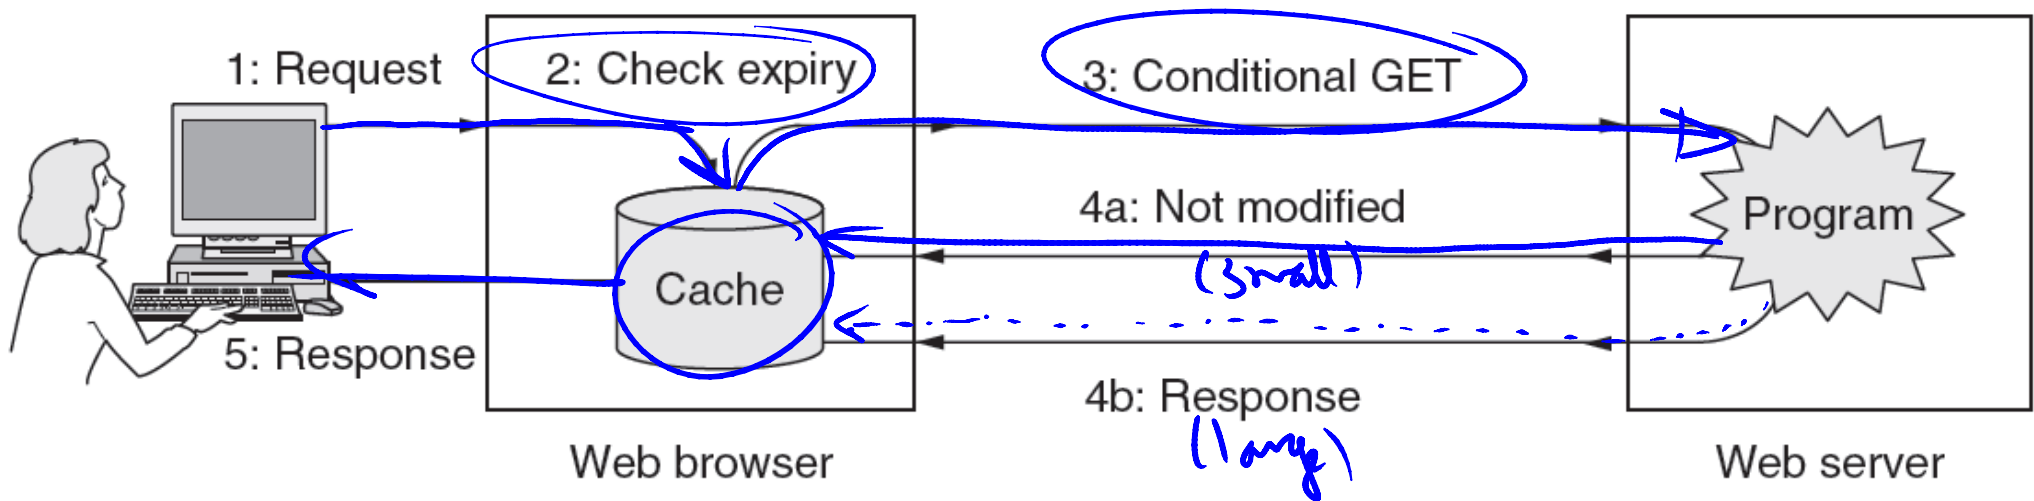 1: Request
2: Check expiry
3: Conditional GET
4a: Not modified
(small)
Program
Cache
5: Response
4b: Response
(large)
Web browser
Web server